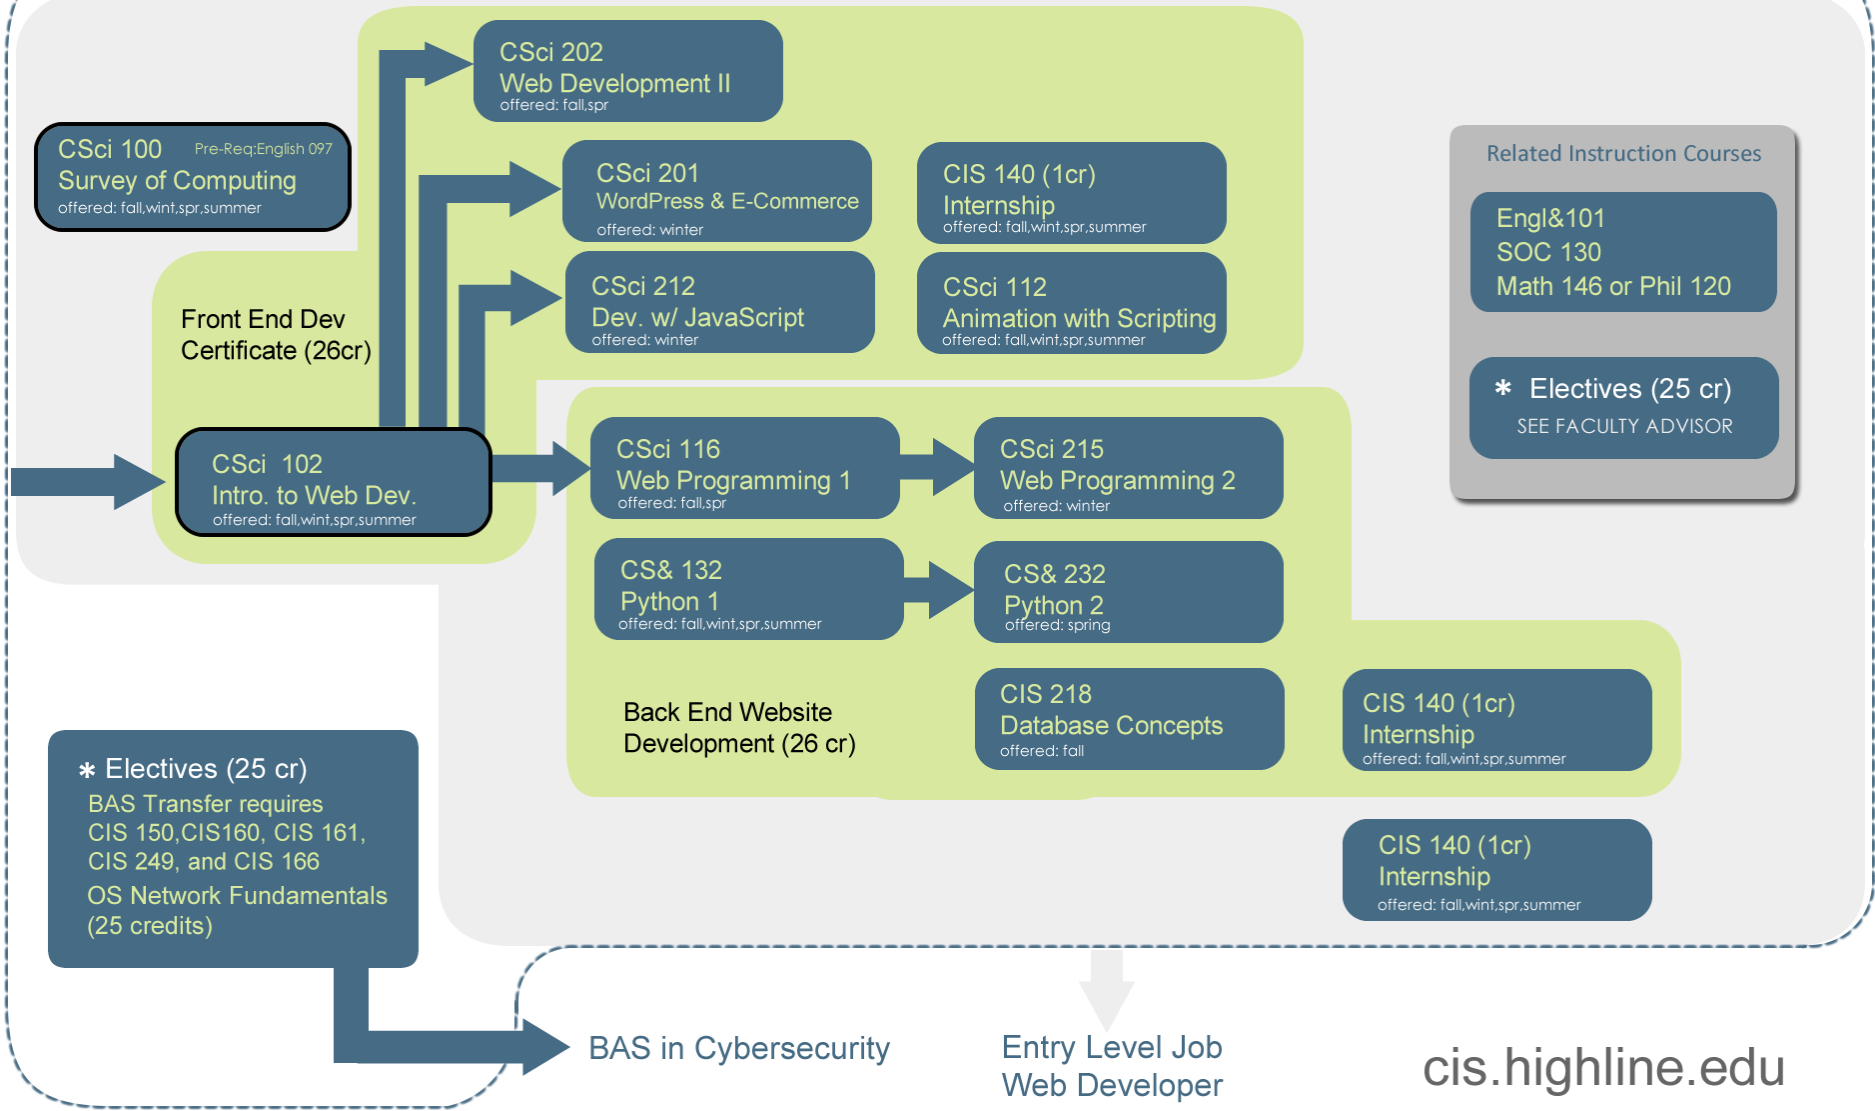 CSci 202
Web Development II
offered: fall,spr
CSci 100 Pre-Req:English 097
Survey of Computing
offered: fall,wint,spr,summer
CSci 201
WordPress & E-Commerce
offered: winter
CIS 140 (1cr)
Internship
offered: fall,wint,spr,summer
Related Instruction Courses
Engl&101
SOC 130
Math 146 or Phil 120
* Electives (25 cr)
SEE FACULTY ADVISOR
Front End Dev
Certificate (26cr)
CSci 212
Dev. w/ JavaScript
offered: winter
CSci 112
Animation with Scripting
offered: fall,wint,spr,summer
CSci 102
Intro. to Web Dev.
offered: fall,wint,spr,summer
CSci 116
Web Programming 1
offered: fall,spr
CSci 215
Web Programming 2
offered: winter
CS& 132
Python 1
offered: fall,wint,spr,summer
CS& 232
Python 2
offered: spring
Back End Website
Development (26 cr)
CIS 218
Database Concepts
offered: fall
CIS 140 (1cr)
Internship
offered: fall,wint,spr,summer
CIS 140 (1cr)
Internship
offered: fall,wint,spr,summer
* Electives (25 cr)
BAS Transfer requires
CIS 150,CIS160, CIS 161,
CIS 249, and CIS 166
OS Network Fundamentals
(25 credits)
BAS in Cybersecurity
Entry Level Job
Web Developer
cis.highline.edu